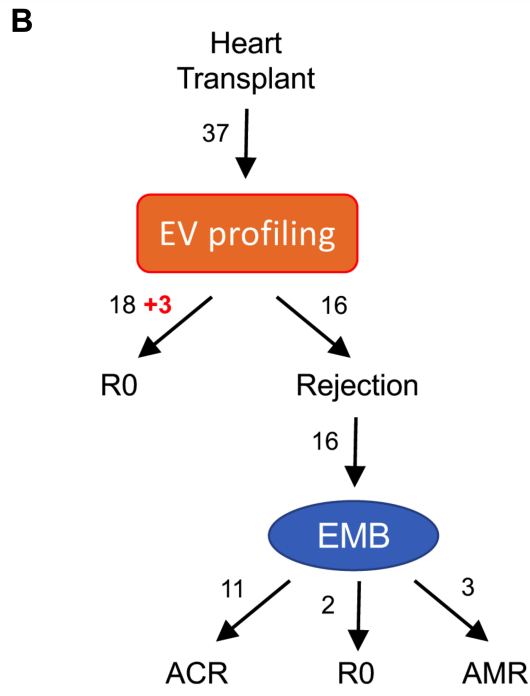 B
Heart
Transplant
37
EV profiling
18 +3
16
R0
Rejection
16
EMB
11
2
3
ACR
R0
AMR